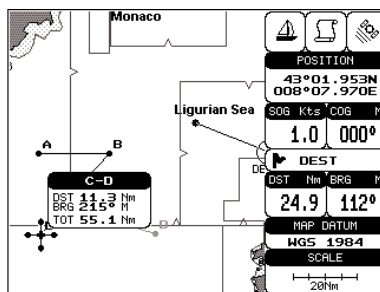 Monaco
POSITION
43°01.953N
008°07.970E
SOG Kts COG M
1.0 000°
DEST
DST Nm BRG M
24.9 112°
MAP DATUM
WGS 1984
SCALE
20Nm
Ligurian Sea
DE
A B
C-D
DST 11.3 Nm
BRG 215° M
TOT 55.1 Nm
D